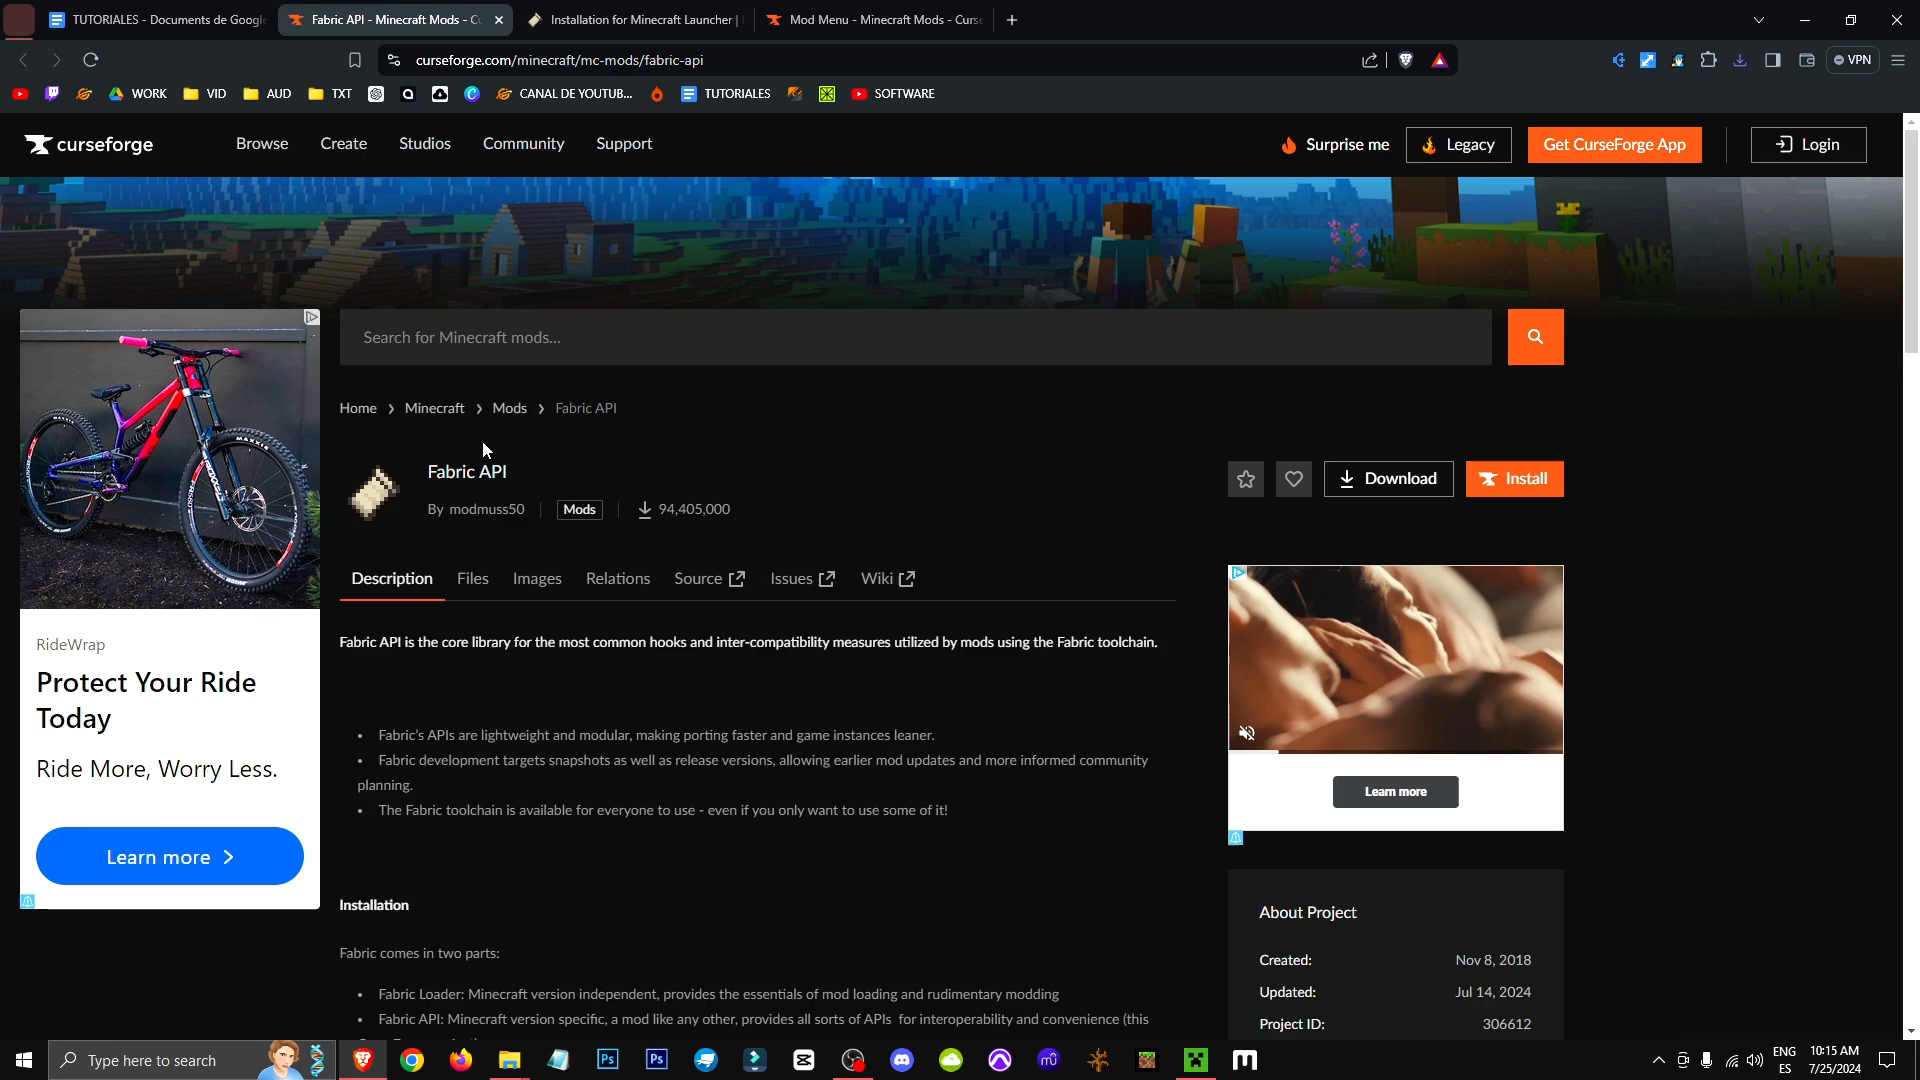 TUTORIALES - Documentos de Google
Fabric API - Minecraft Mods - C
Installation for Minecraft Launcher |
Mod Menu - Minecraft Mods - Curse
curseforge.com/minecraft/mc-mods/fabric-api
VPN
WORK
VID
AUD
TXT
CANAL DE YOUTUB...
TUTORIALES
SOFTWARE
curseforge
Browse
Create
Studios
Community
Support
Surprise me
Legacy
Get CurseForge App
Login
Search for Minecraft mods...
Home > Minecraft > Mods > Fabric API
Fabric API
By modmuss50
Mods
94,405,000
Download
Install
Description
Files
Images
Relations
Source
Issues
Wiki
Fabric API is the core library for the most common hooks and inter-compatibility measures utilized by mods using the Fabric toolchain.
• Fabric's APIs are lightweight and modular, making porting faster and game instances leaner.
• Fabric development targets snapshots as well as release versions, allowing earlier mod updates and more informed community
planning.
• The Fabric toolchain is available for everyone to use - even if you only want to use some of it!
Installation
Fabric comes in two parts:
• Fabric Loader: Minecraft version independent, provides the essentials of mod loading and rudimentary modding
• Fabric API: Minecraft version specific, a mod like any other, provides all sorts of APIs for interoperability and convenience (this
RideWrap
Protect Your Ride
Today
Ride More, Worry Less.
Learn more >
Learn more
About Project
Created: Nov 8, 2018
Updated: Jul 14, 2024
Project ID: 306612
Type here to search
Ps
Ps
ENG
ES
10:15 AM
7/25/2024